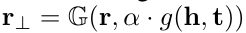 r⊥ = 𝔾(r, α · g(h, t))